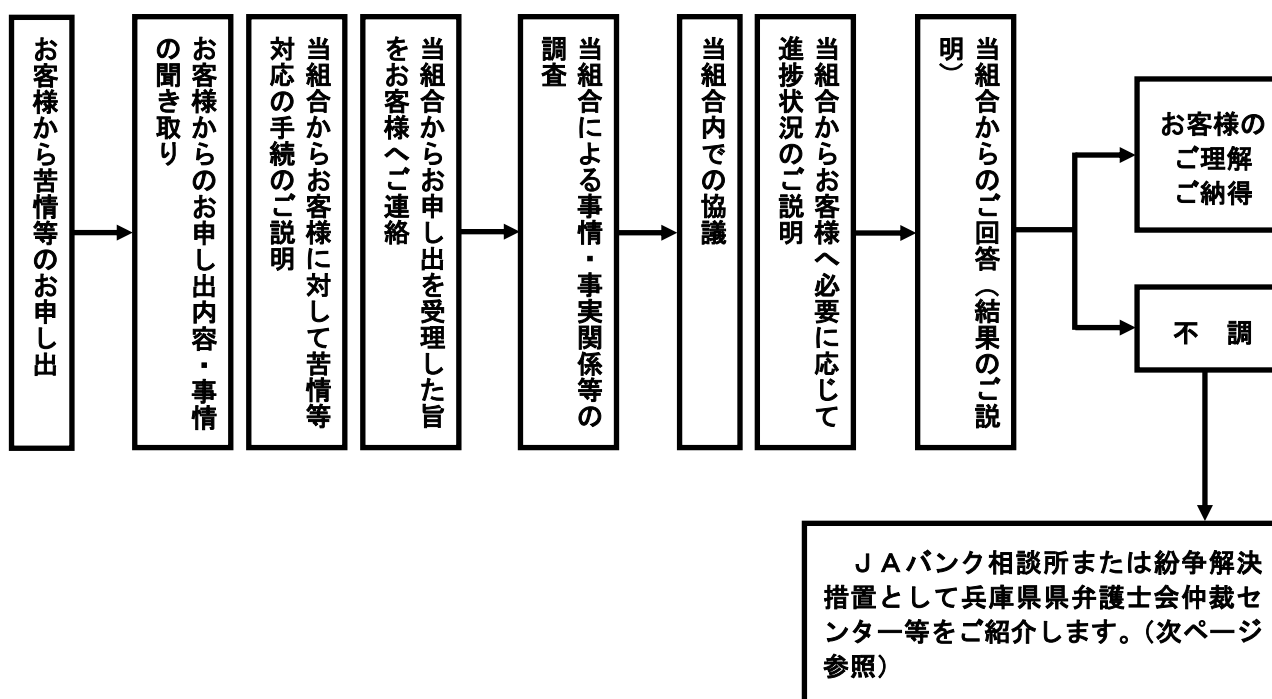 お客様から苦情等のお申し出
お客様からのお申し出内容・事情
の聞き取り
当組合からお客様に対して苦情等
対応の手続のご説明
当組合からお申し出を受理した旨
をお客様へご連絡
当組合による事情・事実関係等の
調査
当組合内での協議
当組合からお客様へ必要に応じて
進捗状況のご説明
当組合からのご回答（結果のご説
明）
お客様の
ご理解
ご納得
不　調
ＪＡバンク相談所または紛争解決
措置として兵庫県県弁護士会仲裁セ
ンター等をご紹介します。（次ページ
参照）